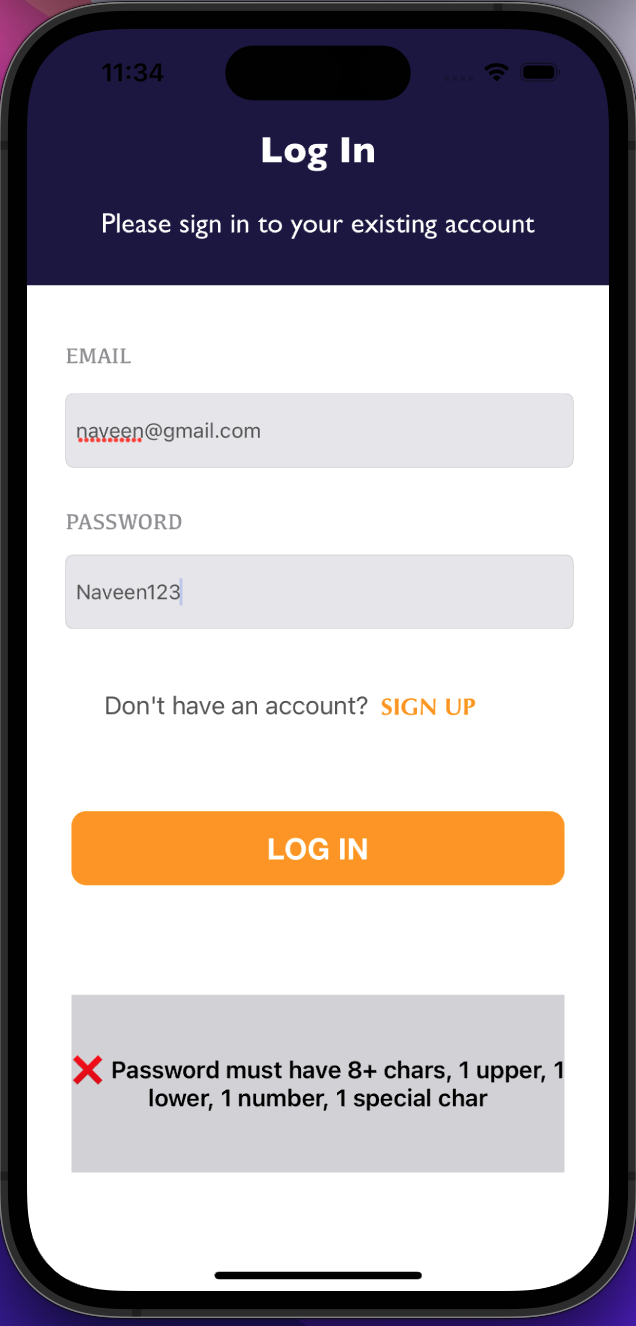 11:34
Log In
Please sign in to your existing account
EMAIL
naveen@gmail.com
PASSWORD
Naveen123
Don't have an account? SIGN UP
LOG IN
❌ Password must have 8+ chars, 1 upper, 1
lower, 1 number, 1 special char